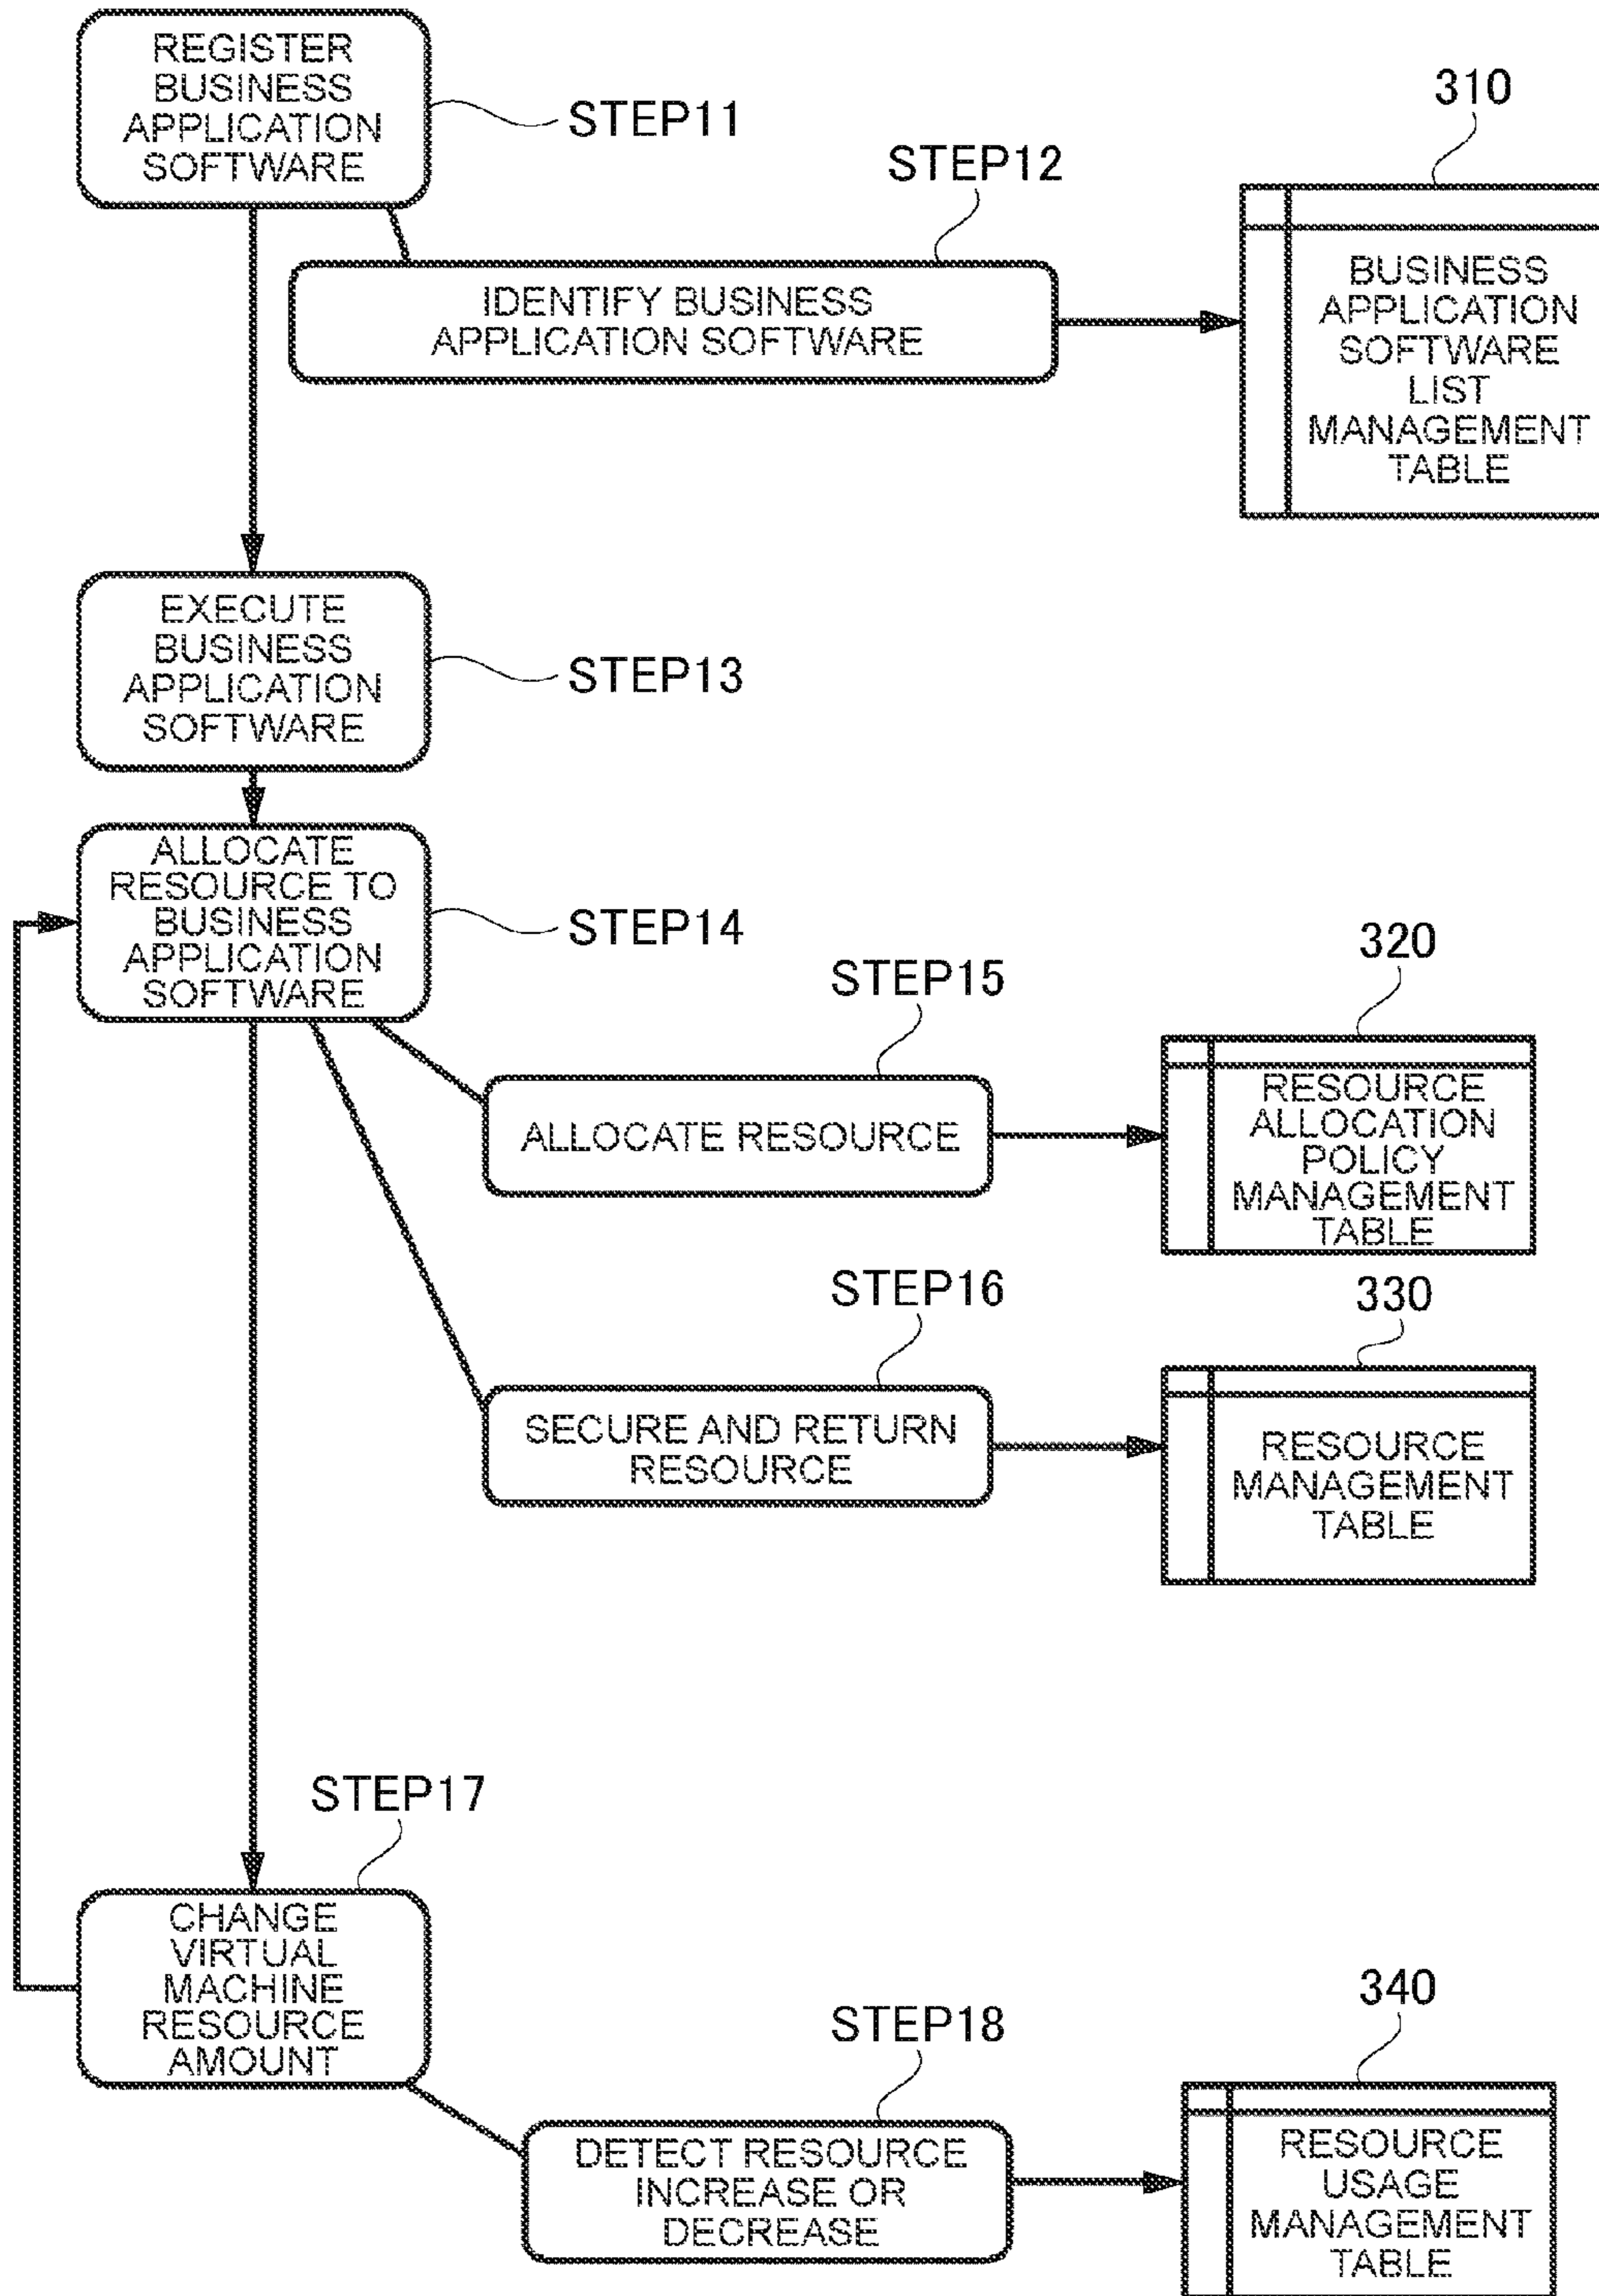 REGISTER
BUSINESS
APPLICATION
SOFTWARE
STEP11
STEP12
310
IDENTIFY BUSINESS
APPLICATION SOFTWARE
BUSINESS
APPLICATION
SOFTWARE
LIST
MANAGEMENT
TABLE
EXECUTE
BUSINESS
APPLICATION
SOFTWARE
STEP13
ALLOCATE
RESOURCE TO
BUSINESS
APPLICATION
SOFTWARE
STEP14
STEP15
320
ALLOCATE RESOURCE
RESOURCE
ALLOCATION
POLICY
MANAGEMENT
TABLE
STEP16
330
SECURE AND RETURN
RESOURCE
RESOURCE
MANAGEMENT
TABLE
STEP17
CHANGE
VIRTUAL
MACHINE
RESOURCE
AMOUNT
STEP18
340
DETECT RESOURCE
INCREASE OR
DECREASE
RESOURCE
USAGE
MANAGEMENT
TABLE